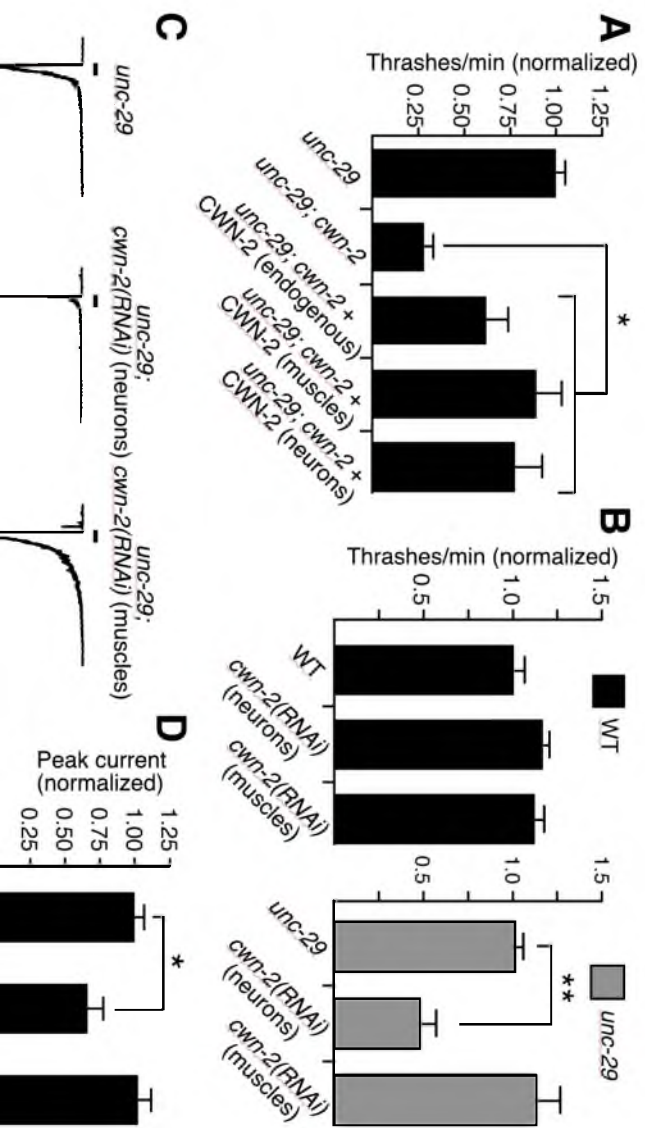 A
Thrashes/min (normalized)
1.25
1.00
0.75
0.50
0.25
unc-29
unc-29; cwn-2
unc-29; cwn-2 +
CWN-2 (endogenous)
unc-29; cwn-2 +
CWN-2 (muscles)
unc-29; cwn-2 +
CWN-2 (neurons)
*
B
Thrashes/min (normalized)
1.5
1.0
0.5
WT
WT
cwn-2(RNAi)
(neurons)
cwn-2(RNAi)
(muscles)
1.5
1.0
0.5
unc-29
**
unc-29
cwn-2(RNAi)
(neurons)
cwn-2(RNAi)
(muscles)
C
unc-29
unc-29;
cwn-2(RNAi) (neurons)
unc-29;
cwn-2(RNAi) (muscles)
D
Peak current
(normalized)
1.25
1.00
0.75
0.50
0.25
*